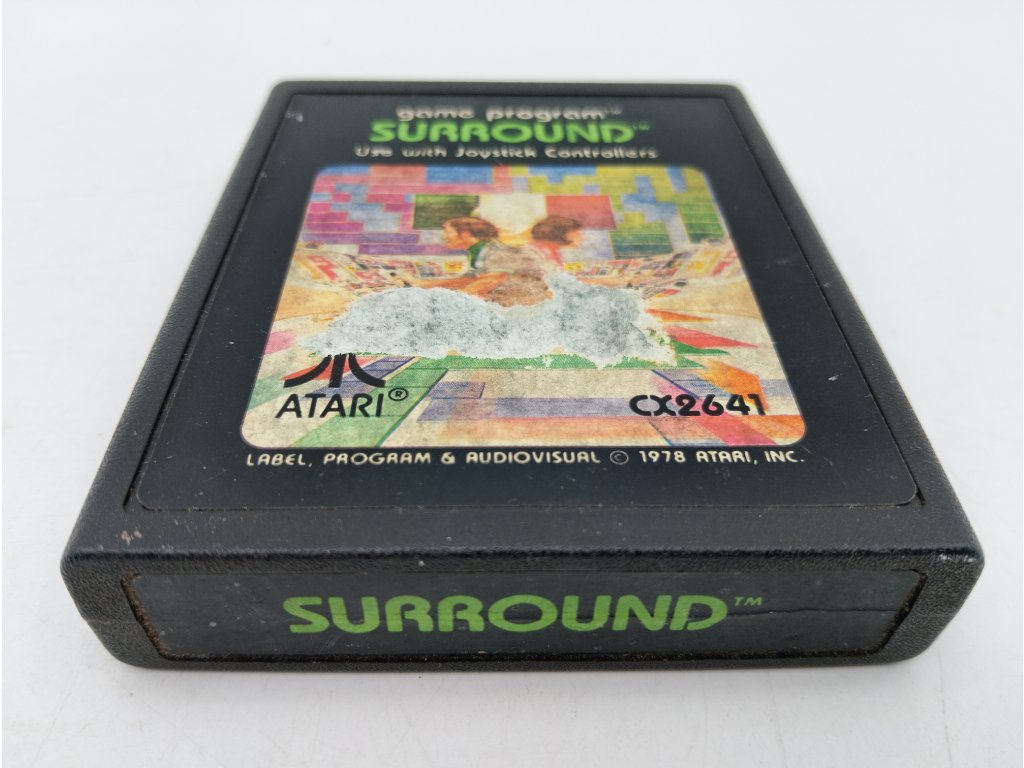 game program™
SURROUND™
Use with Joystick Controllers
ATARI®
CX2641
LABEL, PROGRAM & AUDIOVISUAL © 1978 ATARI, INC.
SURROUND™